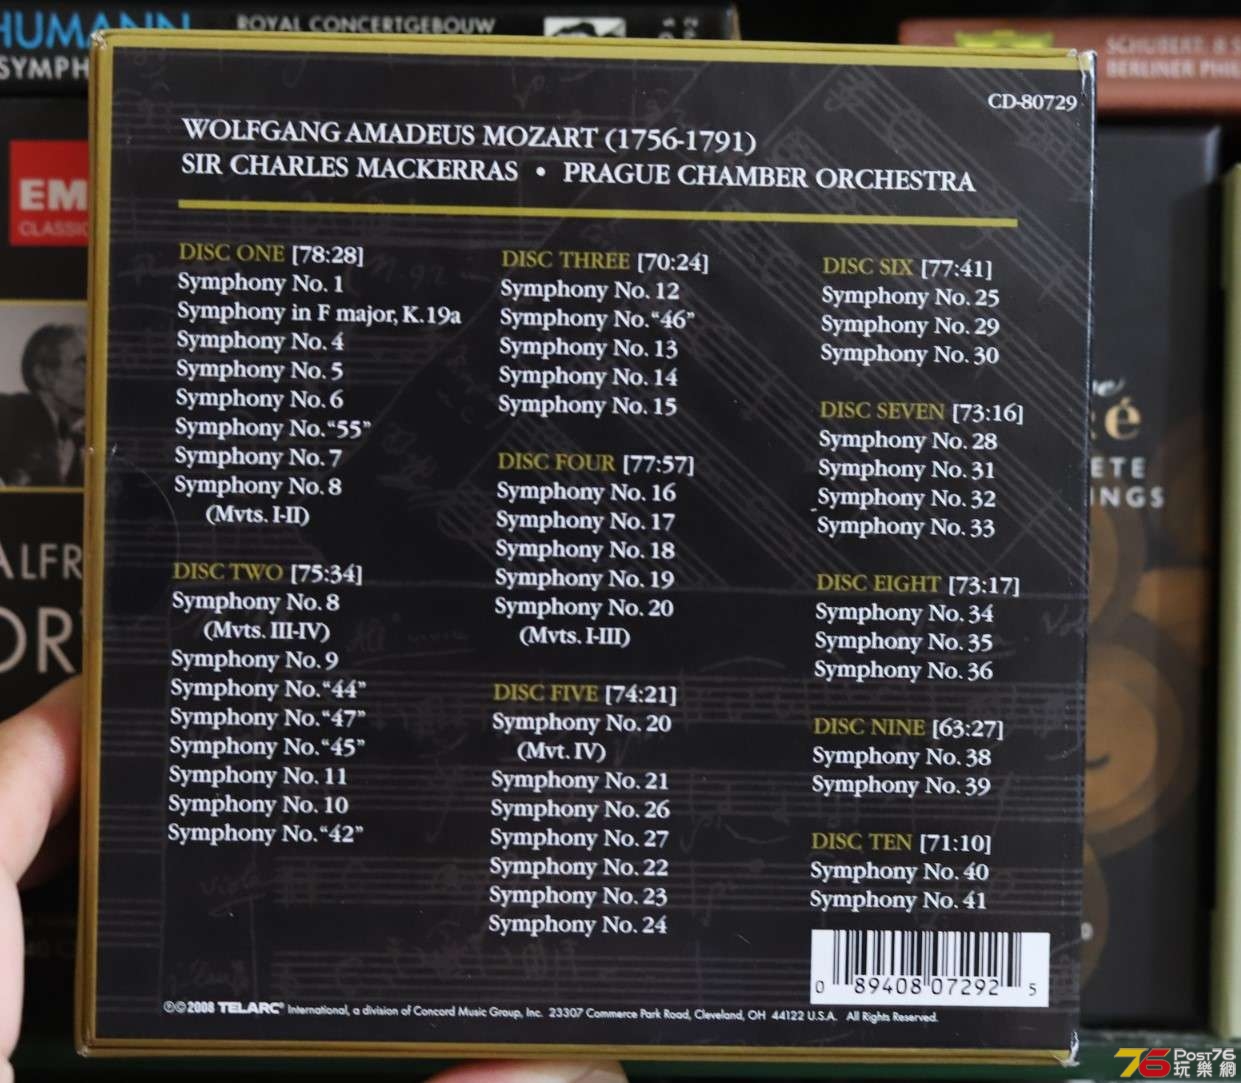 HUMANN
SYMPH
ROYAL CONCERTGEBOUW
SCHUBERT: 8 S
BERLINER PHIL
EM
CLASSIC
ALFR
OR
ETE
INGS
CD-80729
WOLFGANG AMADEUS MOZART (1756-1791)
SIR CHARLES MACKERRAS • PRAGUE CHAMBER ORCHESTRA
DISC ONE [78:28]
Symphony No. 1
Symphony in F major, K.19a
Symphony No. 4
Symphony No. 5
Symphony No. 6
Symphony No. “55”
Symphony No. 7
Symphony No. 8
(Mvts. I-II)
DISC TWO [75:34]
Symphony No. 8
(Mvts. III-IV)
Symphony No. 9
Symphony No. “44”
Symphony No. “47”
Symphony No. “45”
Symphony No. 11
Symphony No. 10
Symphony No. “42”
DISC THREE [70:24]
Symphony No. 12
Symphony No. “46”
Symphony No. 13
Symphony No. 14
Symphony No. 15
DISC FOUR [77:57]
Symphony No. 16
Symphony No. 17
Symphony No. 18
Symphony No. 19
Symphony No. 20
(Mvts. I-III)
DISC FIVE [74:21]
Symphony No. 20
(Mvt. IV)
Symphony No. 21
Symphony No. 26
Symphony No. 27
Symphony No. 22
Symphony No. 23
Symphony No. 24
DISC SIX [77:41]
Symphony No. 25
Symphony No. 29
Symphony No. 30
DISC SEVEN [73:16]
Symphony No. 28
Symphony No. 31
Symphony No. 32
Symphony No. 33
DISC EIGHT [73:17]
Symphony No. 34
Symphony No. 35
Symphony No. 36
DISC NINE [63:27]
Symphony No. 38
Symphony No. 39
DISC TEN [71:10]
Symphony No. 40
Symphony No. 41
0 89408 07292 5
℗©2008 TELARC® International, a division of Concord Music Group, Inc. 23307 Commerce Park Road, Cleveland, OH 44122 U.S.A. All Rights Reserved.
76 Post76
玩樂網